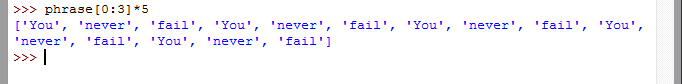 >>> phrase[0:3]*5
['You', 'never', 'fail', 'You', 'never', 'fail', 'You', 'never', 'fail', 'You',
'never', 'fail', 'You', 'never', 'fail']
>>>